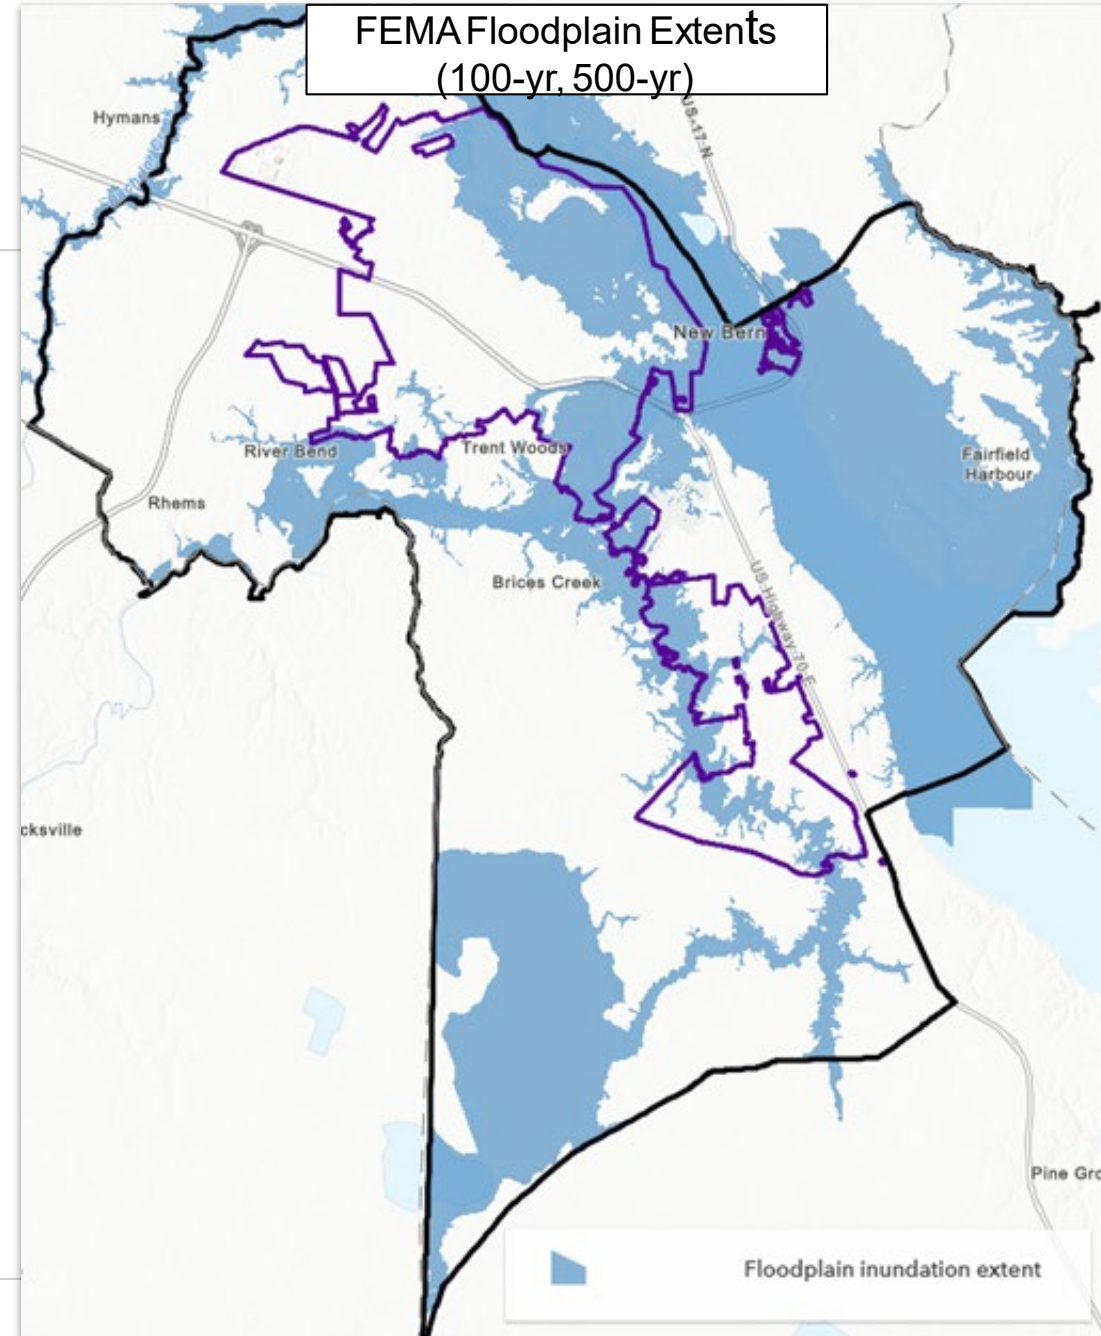 FEMA Floodplain Extents
(100-yr, 500-yr)
Hymans
US-17 N
New Bern
River Bend
Trent Woods
Fairfield
Harbour
Rhems
Brices Creek
US Highway 70 E
cksville
Pine Gro
Floodplain inundation extent